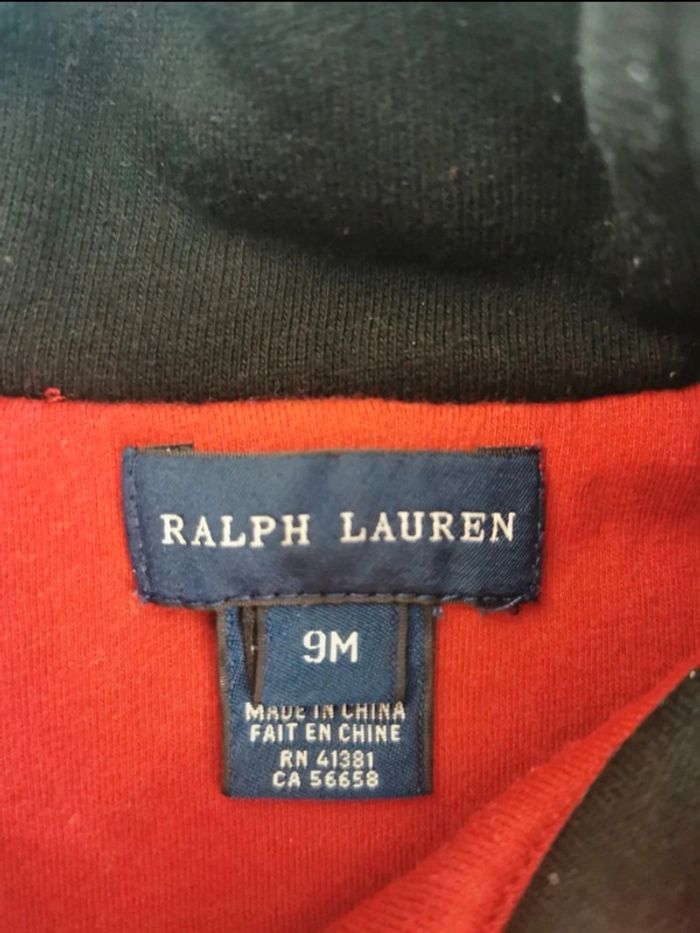 RALPH LAUREN
9M
MADE IN CHINA
FAIT EN CHINE
RN 41381
CA 56658